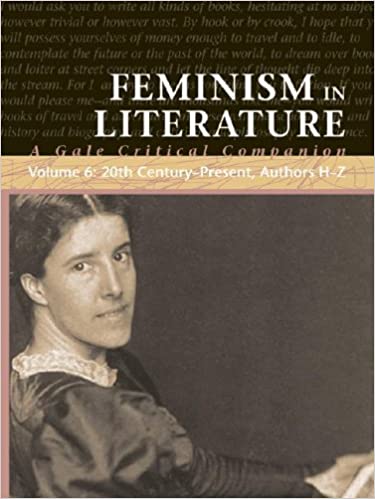 would ask you to write all kinds of books, hesitating at no subject
however trivial or however vast. By hook or by crook, I hope that y
will possess yourselves of money enough to travel and to idle, to
contemplate the future or the past of the world, to dream over boo
and loiter at street corners and let the line of thought dip deep into
the stream. For I
FEMINISM IN
would please me
books of travel
and history and
LITERATURE
A Gale Critical Companion
Volume 6: 20th Century-Present, Authors H-Z